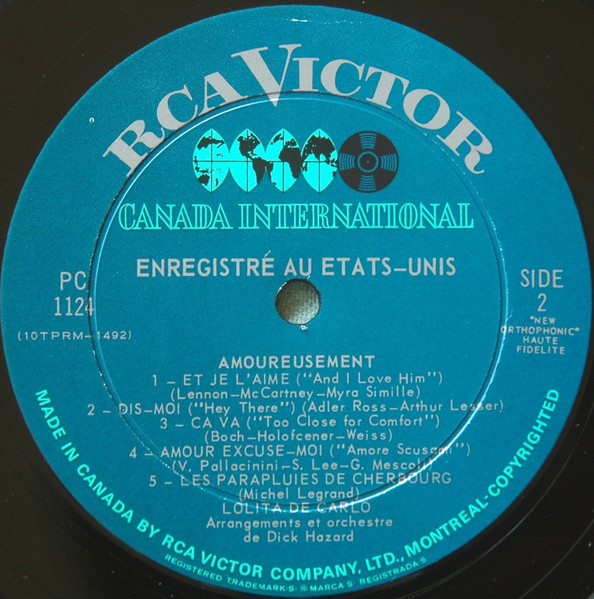 RCA VICTOR
CANADA INTERNATIONAL
ENREGISTRÉ AU ETATS-UNIS
PC
1124
(10TPRM-1492)
SIDE
2
"NEW
ORTHOPHONIC"
HAUTE
FIDELITE
AMOUREUSEMENT
1 - ET JE L'AIME ("And I Love Him")
(Lennon-McCartney-Myra Simille)
2 - DIS-MOI ("Hey There") (Adler Ross-Arthur Lesser)
3 - CA VA ("Too Close for Comfort")
(Boch-Holofcener-Weiss)
4 - AMOUR EXCUSE-MOI ("Amore Scusami")
(V. Pallacinini-S. Lee-G. Mescoli)
5 - LES PARAPLUIES DE CHERBOURG
(Michel Legrand)
LOLITA DE CARLO
Arrangements et orchestre
de Dick Hazard
MADE IN CANADA BY RCA VICTOR COMPANY, LTD., MONTREAL-COPYRIGHTED
REGISTERED TRADEMARKS-® MARCAS REGISTRADAS